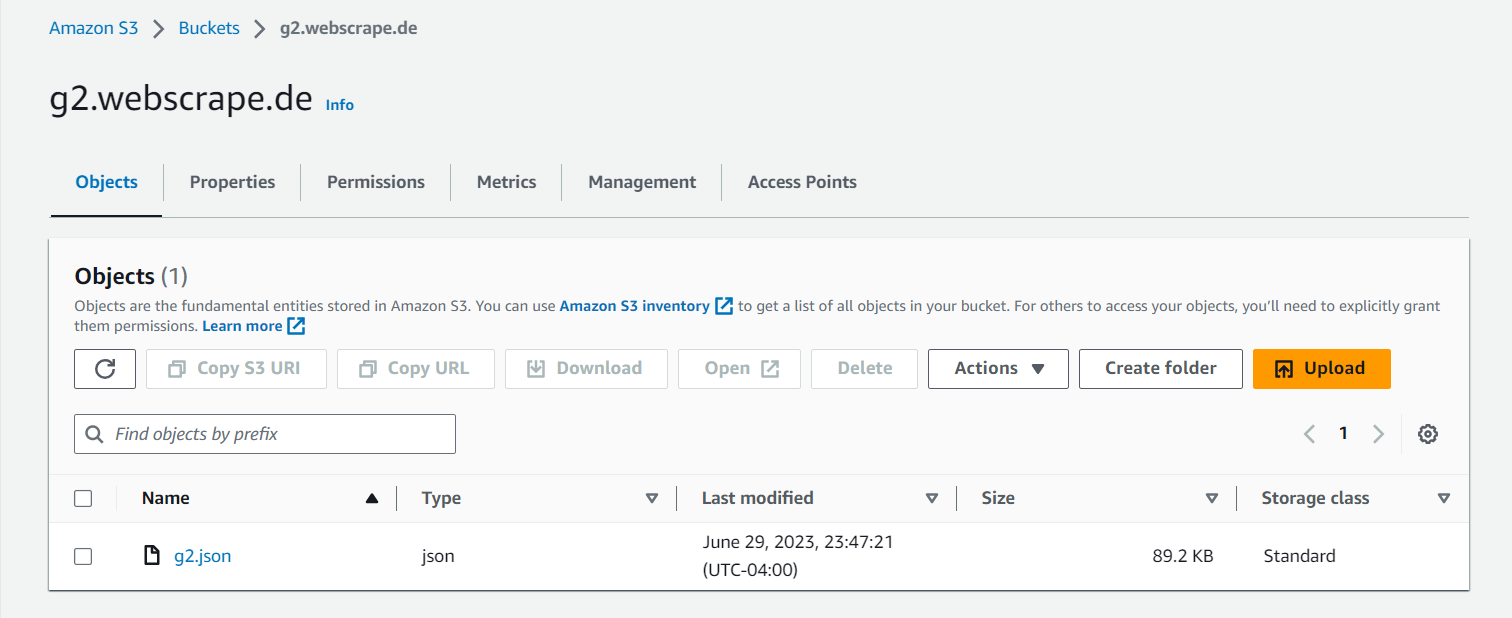 Amazon S3 > Buckets > g2.webscrape.de
g2.webscrape.de Info
Objects Properties Permissions Metrics Management Access Points
Objects (1)
Objects are the fundamental entities stored in Amazon S3. You can use Amazon S3 inventory to get a list of all objects in your bucket. For others to access your objects, you’ll need to explicitly grant
them permissions. Learn more
Copy S3 URI Copy URL Download Open Delete Actions Create folder Upload
Find objects by prefix 1
Name Type Last modified Size Storage class
g2.json json June 29, 2023, 23:47:21 89.2 KB Standard
(UTC-04:00)